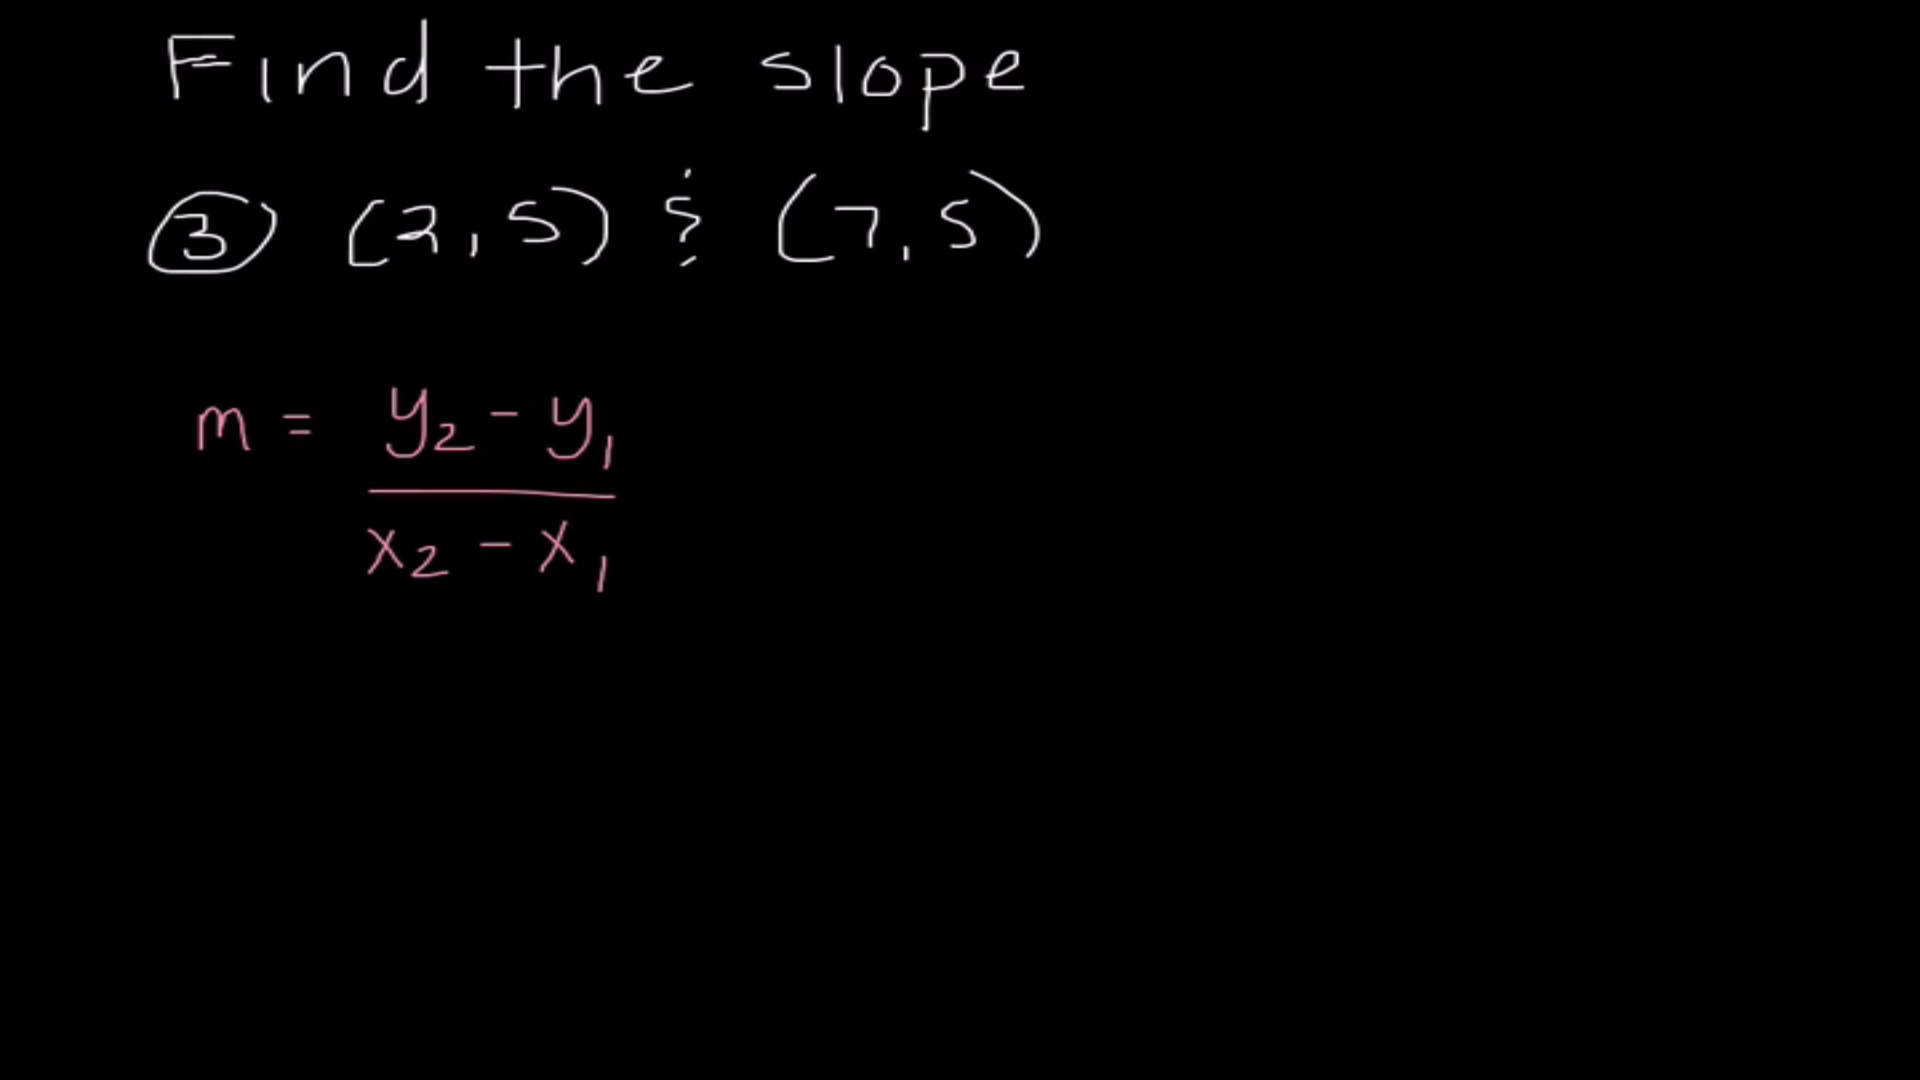 Find the slope
③ (2,5) & (7,5)
m = y₂ - y₁
x₂ - x₁